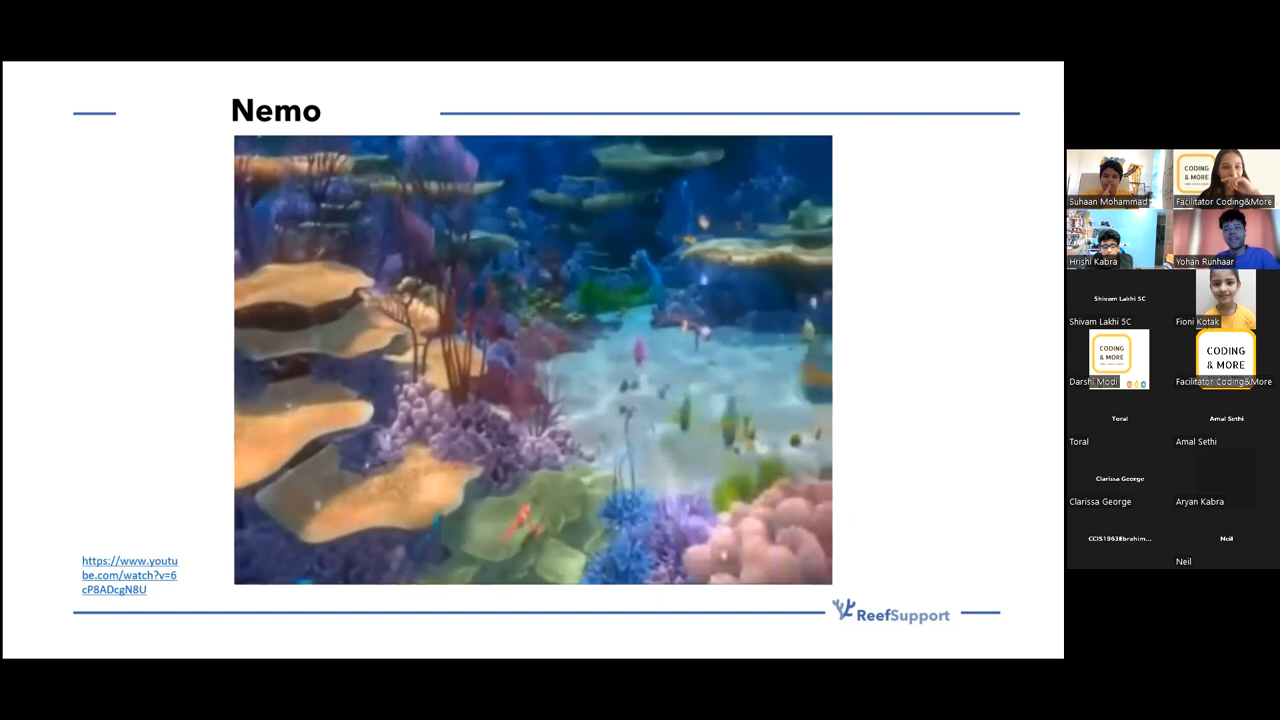 Nemo
https://www.youtu
be.com/watch?v=6
cP8ADcgN8U
ReefSupport
CODING
& MORE
Suhaan Mohammad
Facilitator Coding&More
Hrishi Kabra
Yohan Runhaar
Shivam Lakhi 5C
Shivam Lakhi 5C
Fioni Kotak
CODING
& MORE
Darshi Modi
CODING
& MORE
Facilitator Coding&More
Toral
Toral
Amal Sethi
Amal Sethi
Clarissa George
Clarissa George
Aryan Kabra
CCIS19638brahim...
Neil
Neil